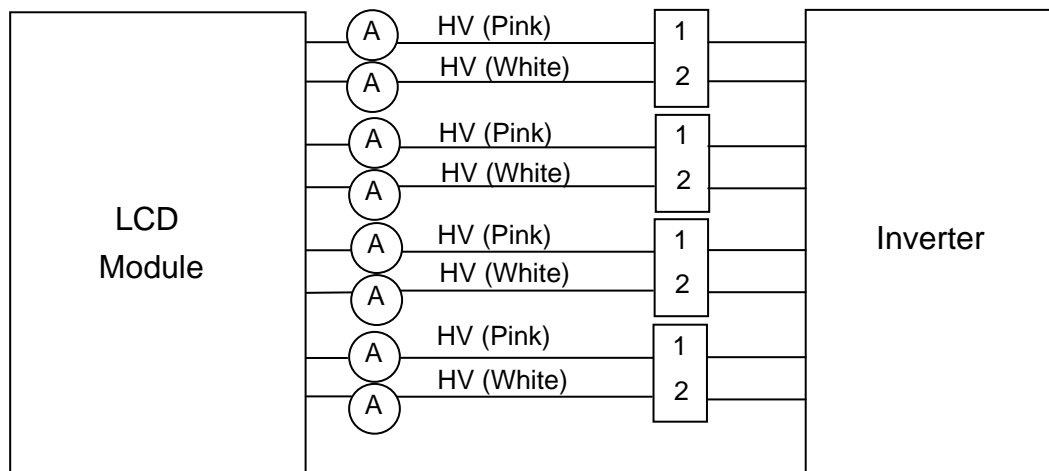 LCD
Module
A
HV (Pink)
1
A
HV (White)
2
A
HV (Pink)
1
A
HV (White)
2
A
HV (Pink)
1
A
HV (White)
2
A
HV (Pink)
1
A
HV (White)
2
Inverter